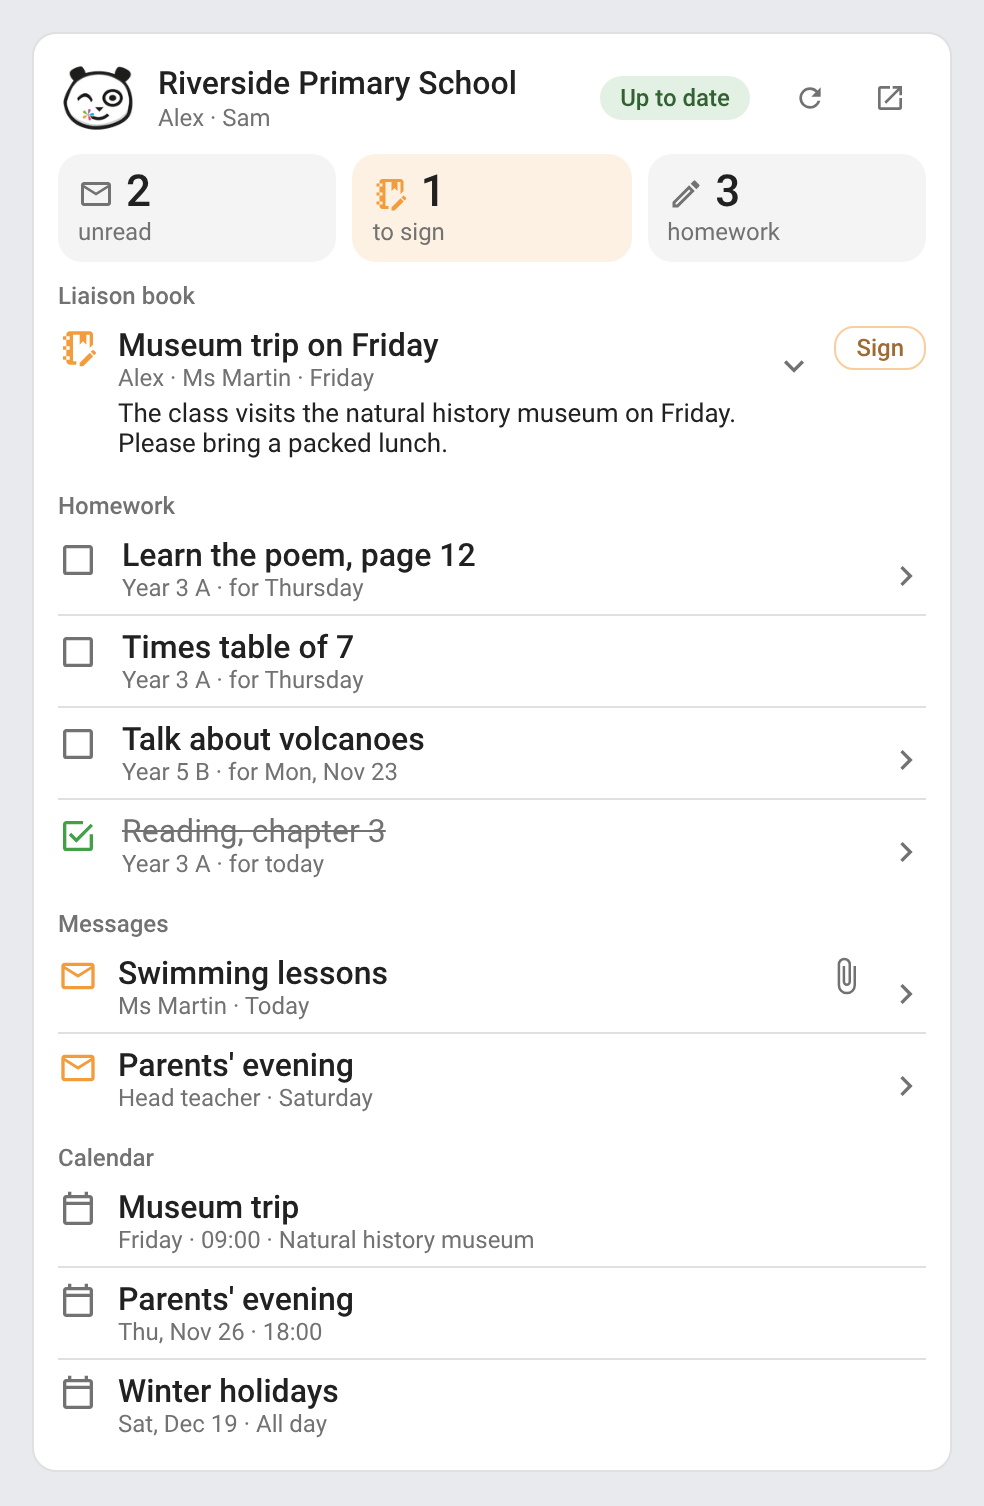 Riverside Primary School
Alex · Sam
Up to date
2
unread
1
to sign
3
homework
Liaison book
Museum trip on Friday
Alex · Ms Martin · Friday
Sign
The class visits the natural history museum on Friday.
Please bring a packed lunch.
Homework
Learn the poem, page 12
Year 3 A · for Thursday
Times table of 7
Year 3 A · for Thursday
Talk about volcanoes
Year 5 B · for Mon, Nov 23
Reading, chapter 3
Year 3 A · for today
Messages
Swimming lessons
Ms Martin · Today
Parents' evening
Head teacher · Saturday
Calendar
Museum trip
Friday · 09:00 · Natural history museum
Parents' evening
Thu, Nov 26 · 18:00
Winter holidays
Sat, Dec 19 · All day